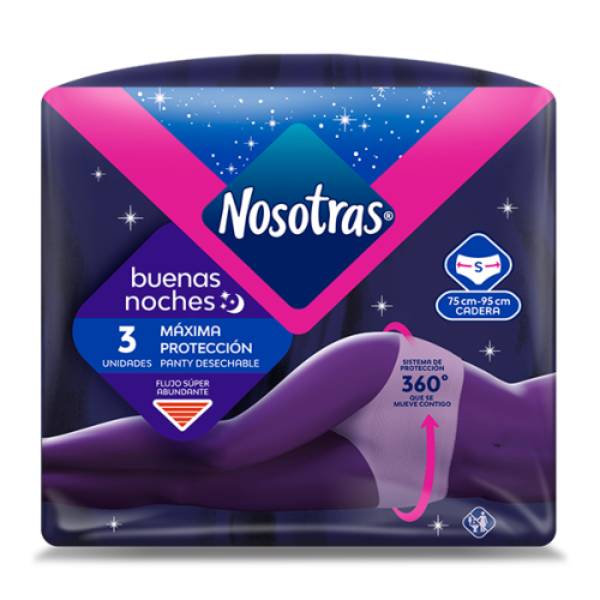 Nosotras®
buenas
noches
3
UNIDADES
MÁXIMA
PROTECCIÓN
PANTY DESECHABLE
FLUJO SÚPER
ABUNDANTE
S
75 cm-95 cm
CADERA
SISTEMA DE
PROTECCIÓN
360°
QUE SE
MUEVE CONTIGO